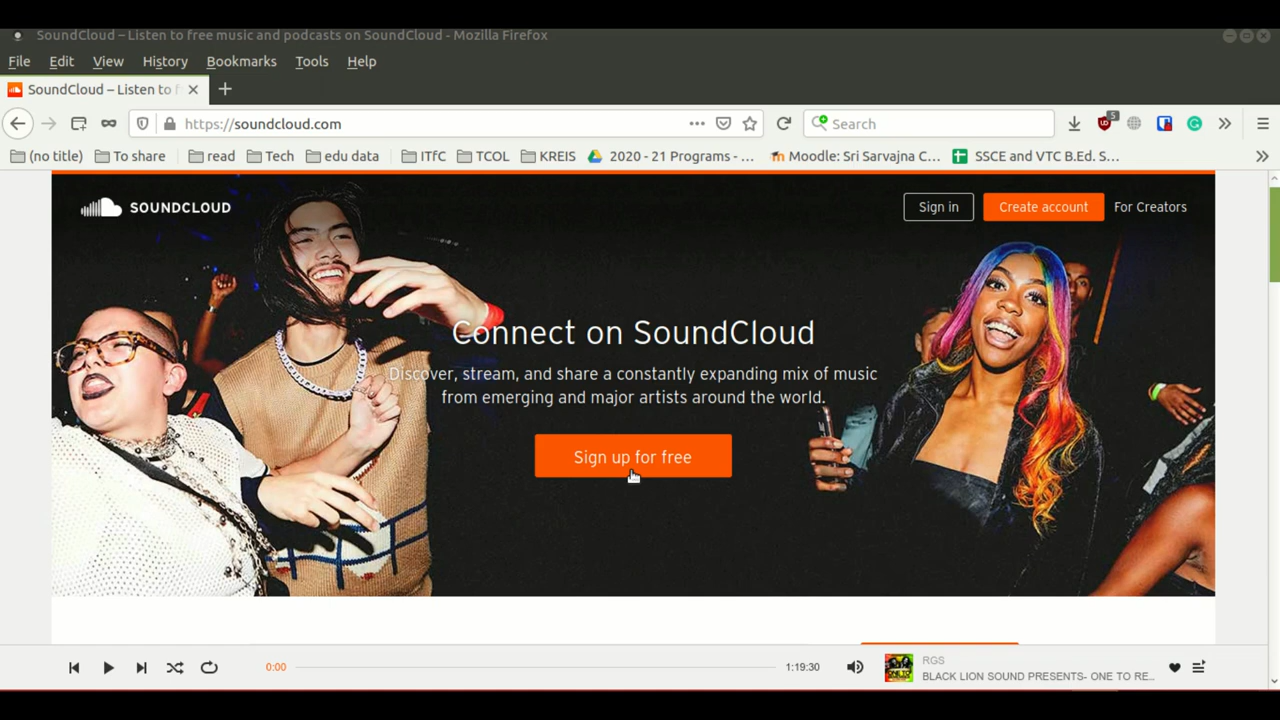 SoundCloud – Listen to free music and podcasts on SoundCloud - Mozilla Firefox
File Edit View History Bookmarks Tools Help
SoundCloud – Listen to f
https://soundcloud.com
Search
5
(no title) To share read Tech edu data ITfC TCOL KREIS 2020 - 21 Programs - ... Moodle: Sri Sarvajna C... SSCE and VTC B.Ed. S...
SOUNDCLOUD
Sign in Create account For Creators
Connect on SoundCloud
Discover, stream, and share a constantly expanding mix of music
from emerging and major artists around the world.
Sign up for free
0:00 1:19:30
RGS
BLACK LION SOUND PRESENTS- ONE TO RE...